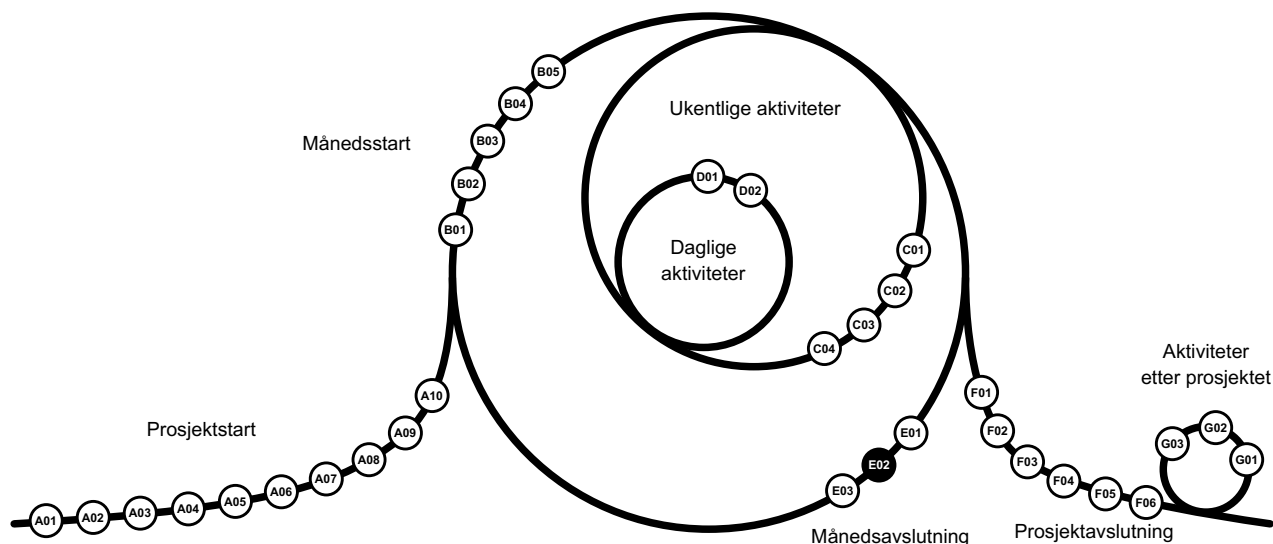 Prosjektstart
A01
A02
A03
A04
A05
A06
A07
A08
A09
A10
Månedsstart
B01
B02
B03
B04
B05
Ukentlige aktiviteter
C01
C02
C03
C04
Daglige
aktiviteter
D01
D02
E01
E02
E03
Månedsavslutning
F01
F02
F03
F04
F05
F06
Prosjektavslutning
Aktiviteter
etter prosjektet
G01
G02
G03